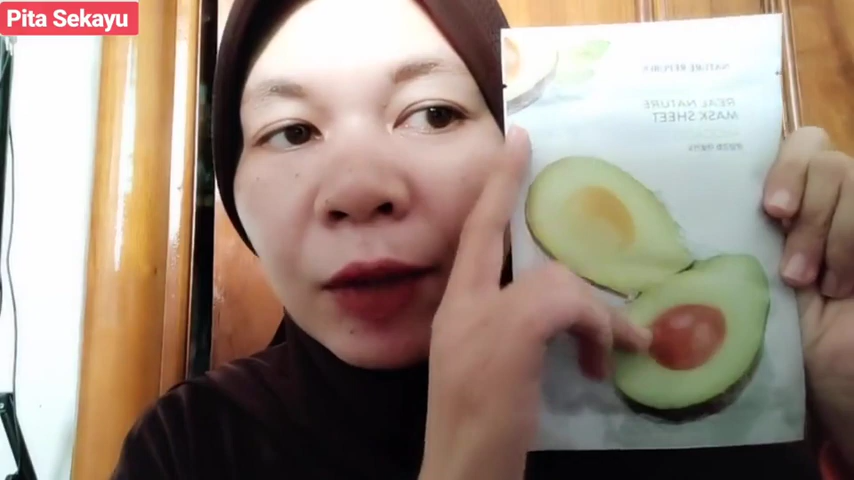 Pita Sekayu
NATURE REPUBLIC
REAL NATURE
MASK SHEET